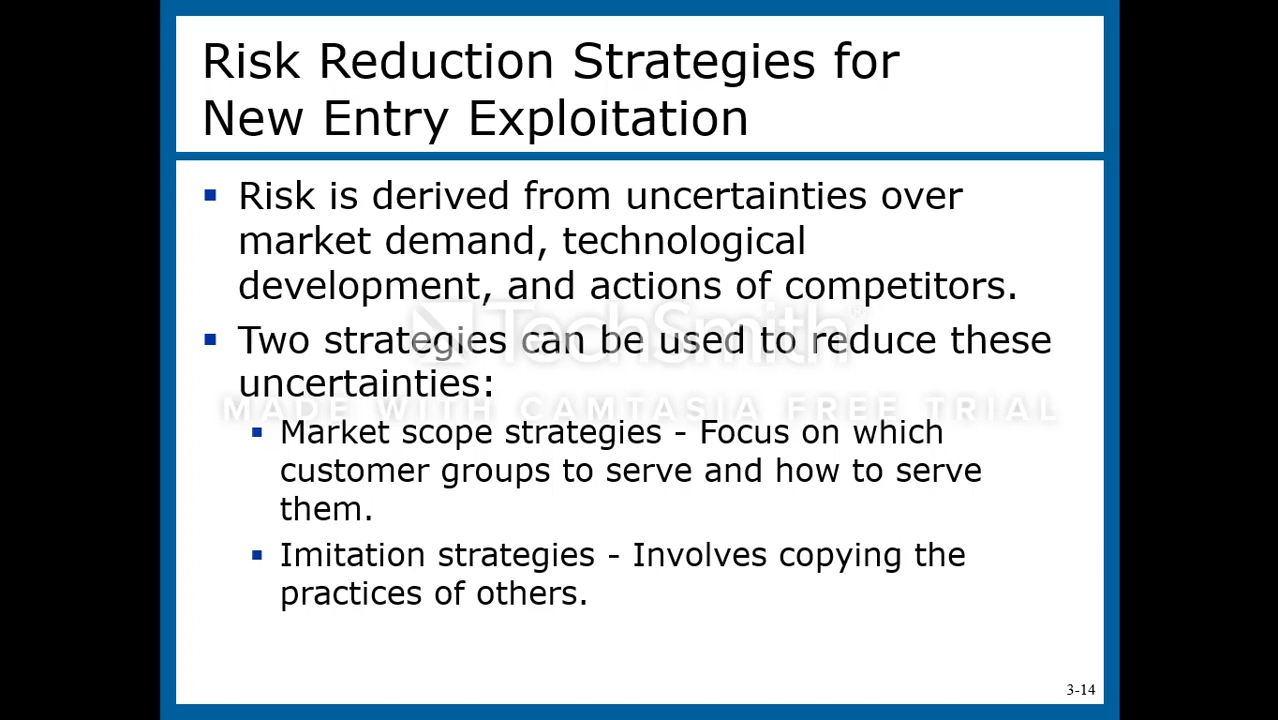 Risk Reduction Strategies for
New Entry Exploitation
Risk is derived from uncertainties over
market demand, technological
development, and actions of competitors.
Two strategies can be used to reduce these
uncertainties:
Market scope strategies - Focus on which
customer groups to serve and how to serve
them.
Imitation strategies - Involves copying the
practices of others.
TechSmith®
MADE WITH CAMTASIA FREE TRIAL
3-14